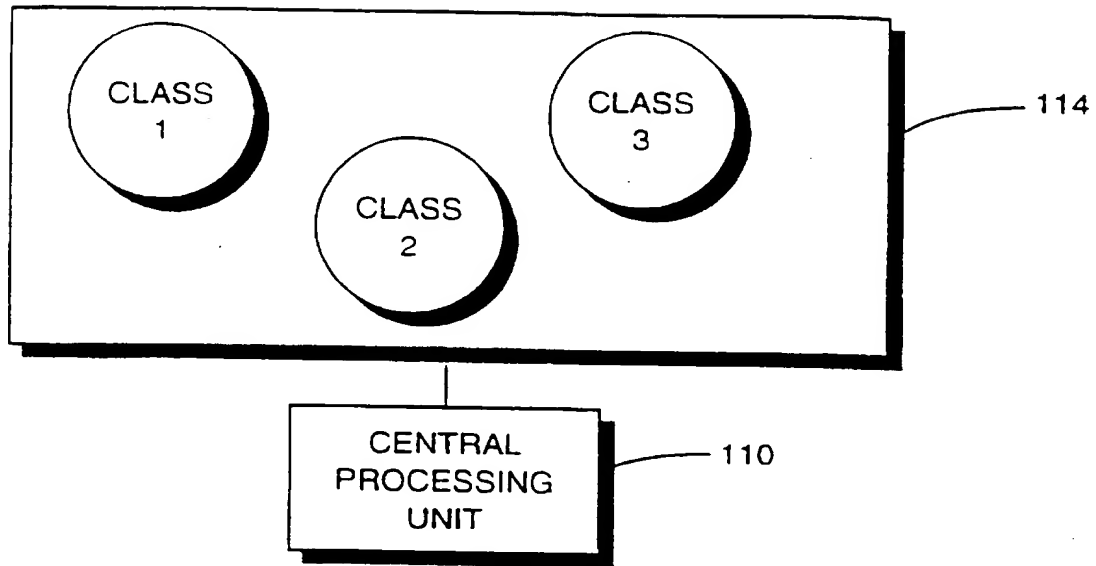 CLASS
1
CLASS
3
114
CLASS
2
CENTRAL
PROCESSING
UNIT
110